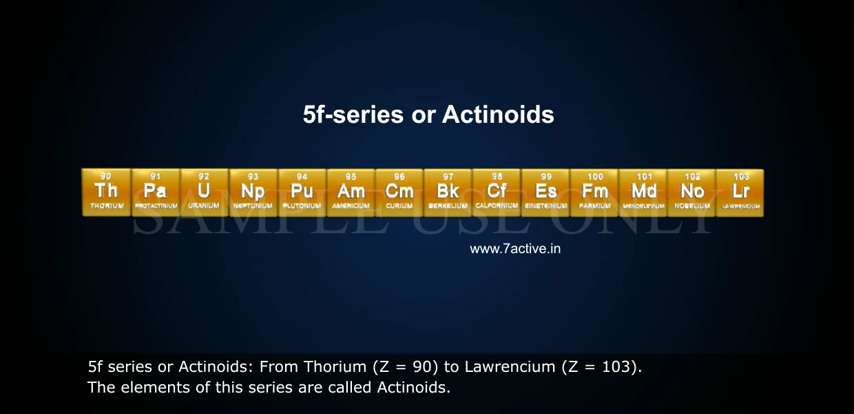 5f-series or Actinoids
90 91 92 93 94 95 96 97 98 99 100 101 102 103
Th Pa U Np Pu Am Cm Bk Cf Es Fm Md No Lr
THORIUM PROTACTINIUM URANIUM NEPTUNIUM PLUTONIUM AMERICIUM CURIUM BERKELIUM CALFORNIUM EINSTEINIUM FARMIUM MENDELEVIUM NOBELIUM LAWRENCIUM
SAMPLE USE ONLY
www.7active.in
5f series or Actinoids: From Thorium (Z = 90) to Lawrencium (Z = 103).
The elements of this series are called Actinoids.